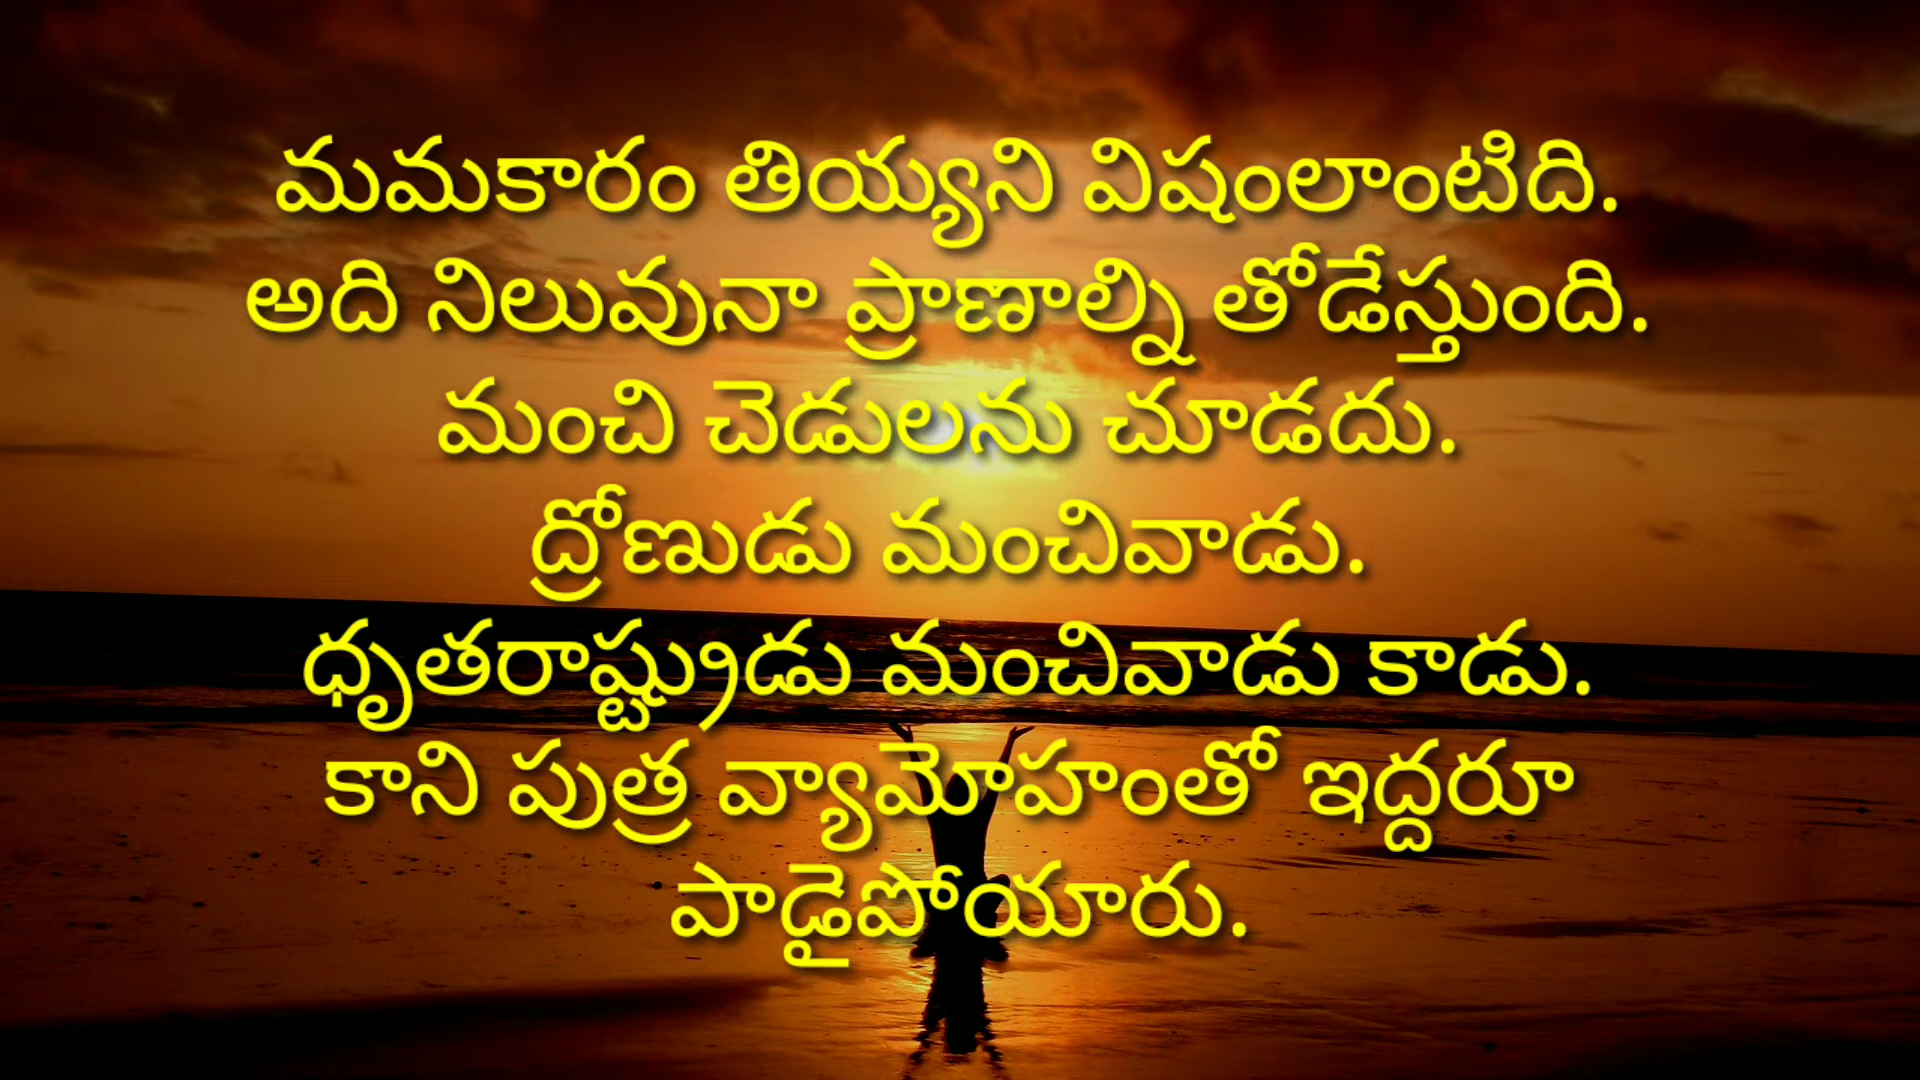 మమకారం తియ్యని విషంలాంటిది.
అది నిలువునా ప్రాణాల్ని తోడేస్తుంది.
మంచి చెడులను చూడదు.
ద్రోణుడు మంచివాడు.
ధృతరాష్ట్రుడు మంచివాడు కాడు.
కాని పుత్ర వ్యామోహంతో ఇద్దరూ
పాడైపోయారు.